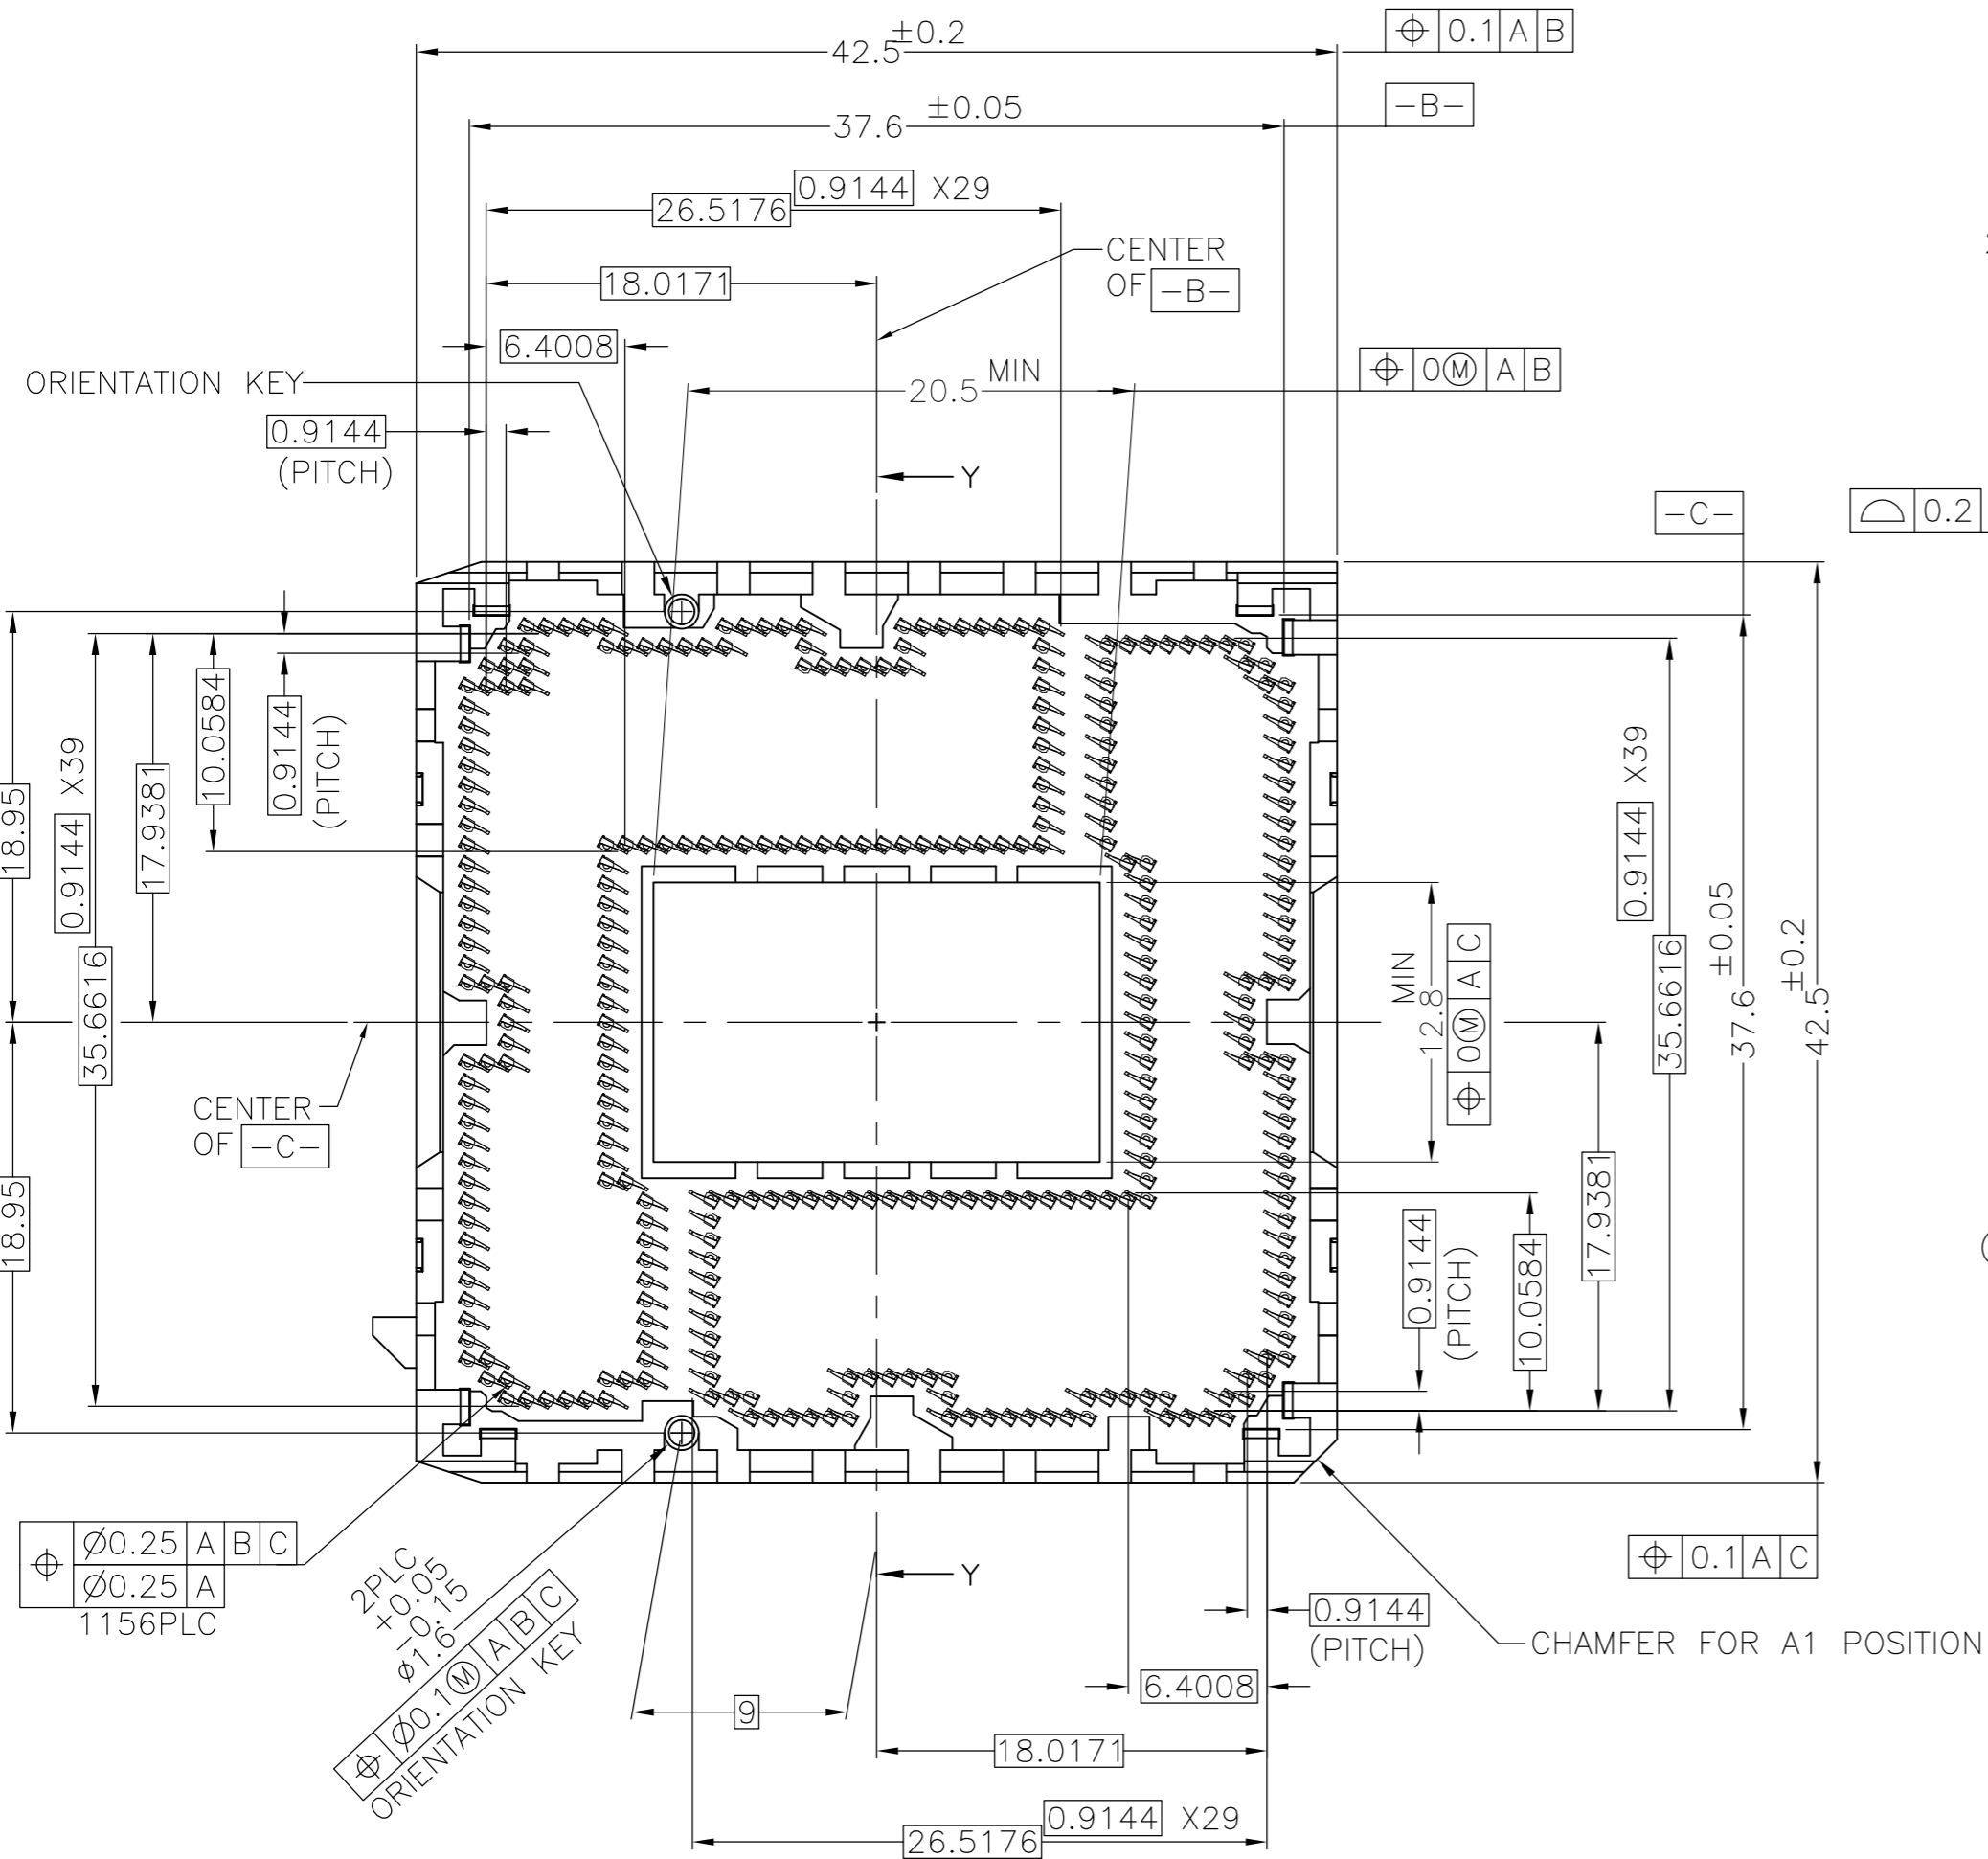 ±0.2
42.5
⌖ 0.1 A B
±0.05
37.6
-B-
0.9144 X29
26.5176
CENTER
OF -B-
18.0171
6.4008
MIN
20.5
⌖ 0Ⓜ A B
ORIENTATION KEY
0.9144
(PITCH)
Y
-C-
⌓ 0.2
18.95
0.9144 X39
35.6616
17.9381
10.0584
0.9144
(PITCH)
CENTER
OF -C-
18.95
MIN
12.8
⌖ 0Ⓜ A C
0.9144 X39
35.6616
±0.05
37.6
±0.2
42.5
0.9144
(PITCH)
10.0584
17.9381
⌖ Ø0.25 A B C
Ø0.25 A
1156PLC
2PLC
+0.05
-0.15
ø1.6
⌖ Ø0.1Ⓜ A B C
ORIENTATION KEY
Y
⌖ 0.1 A C
0.9144
(PITCH)
CHAMFER FOR A1 POSITION
6.4008
9
18.0171
0.9144 X29
26.5176